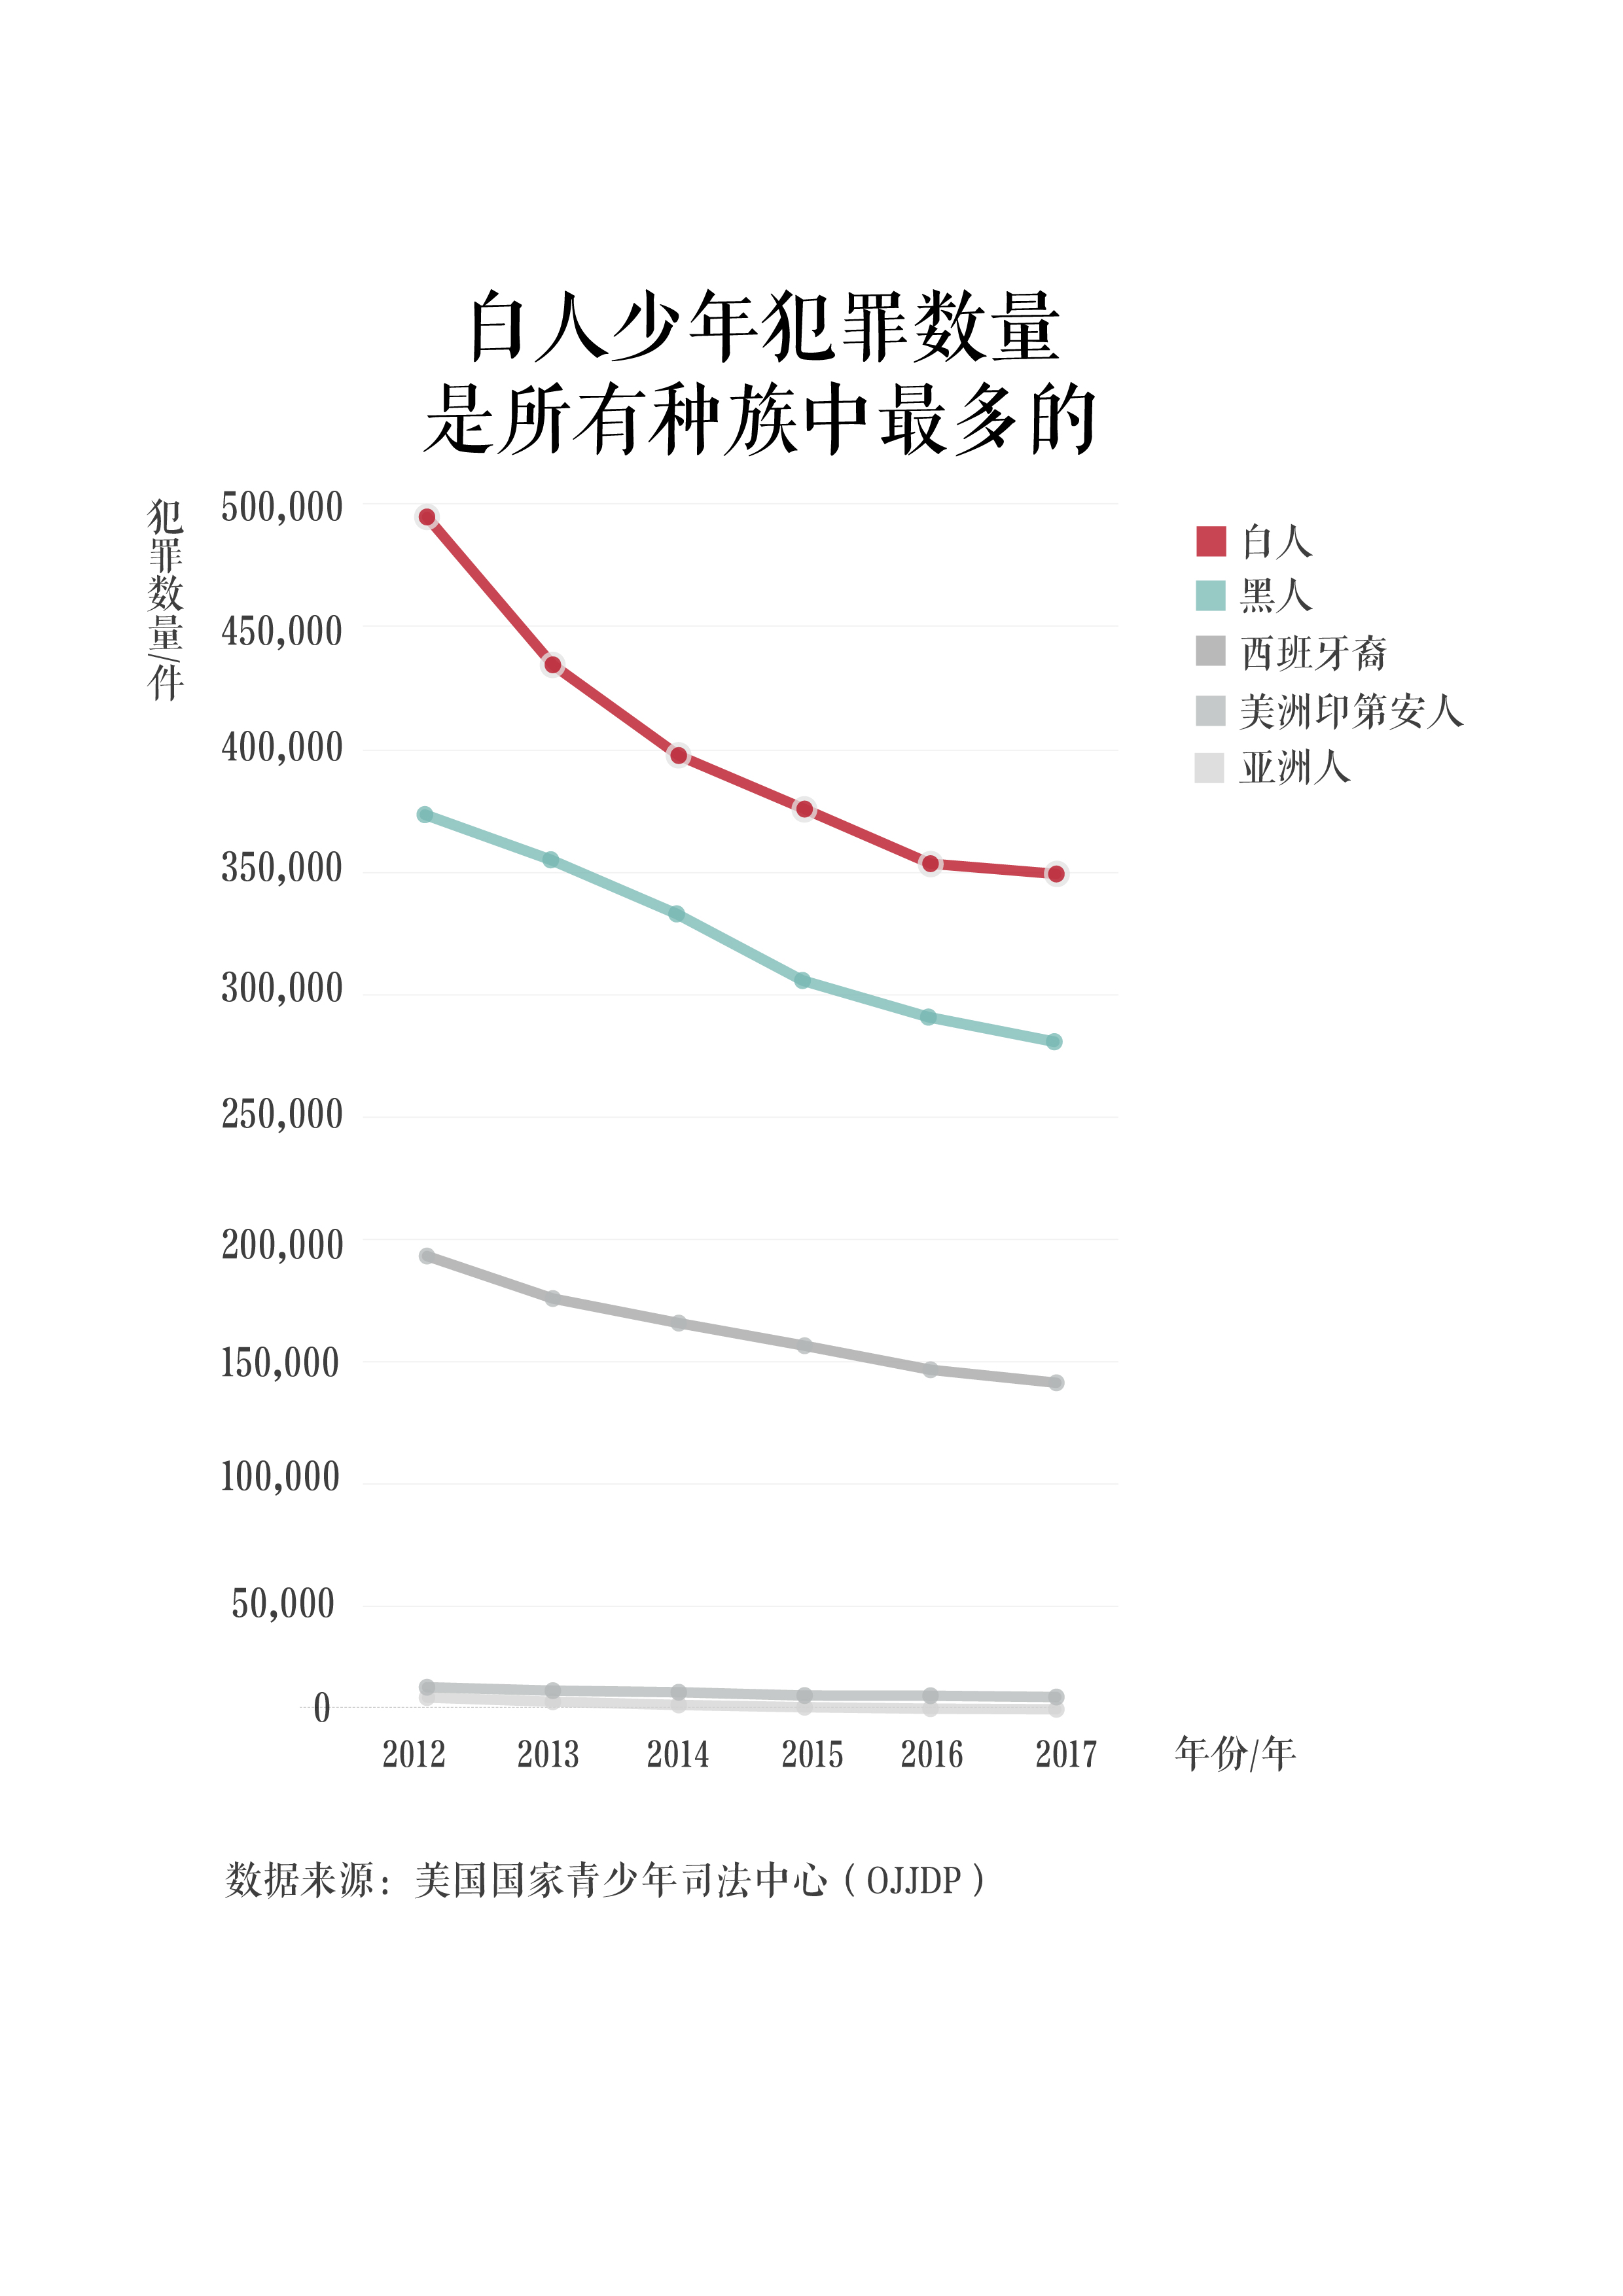 白人少年犯罪数量
是所有种族中最多的
犯罪数量/件
500,000
450,000
400,000
350,000
300,000
250,000
200,000
150,000
100,000
50,000
0
白人
黑人
西班牙裔
美洲印第安人
亚洲人
2012 2013 2014 2015 2016 2017 年份/年
数据来源：美国国家青少年司法中心（OJJDP）